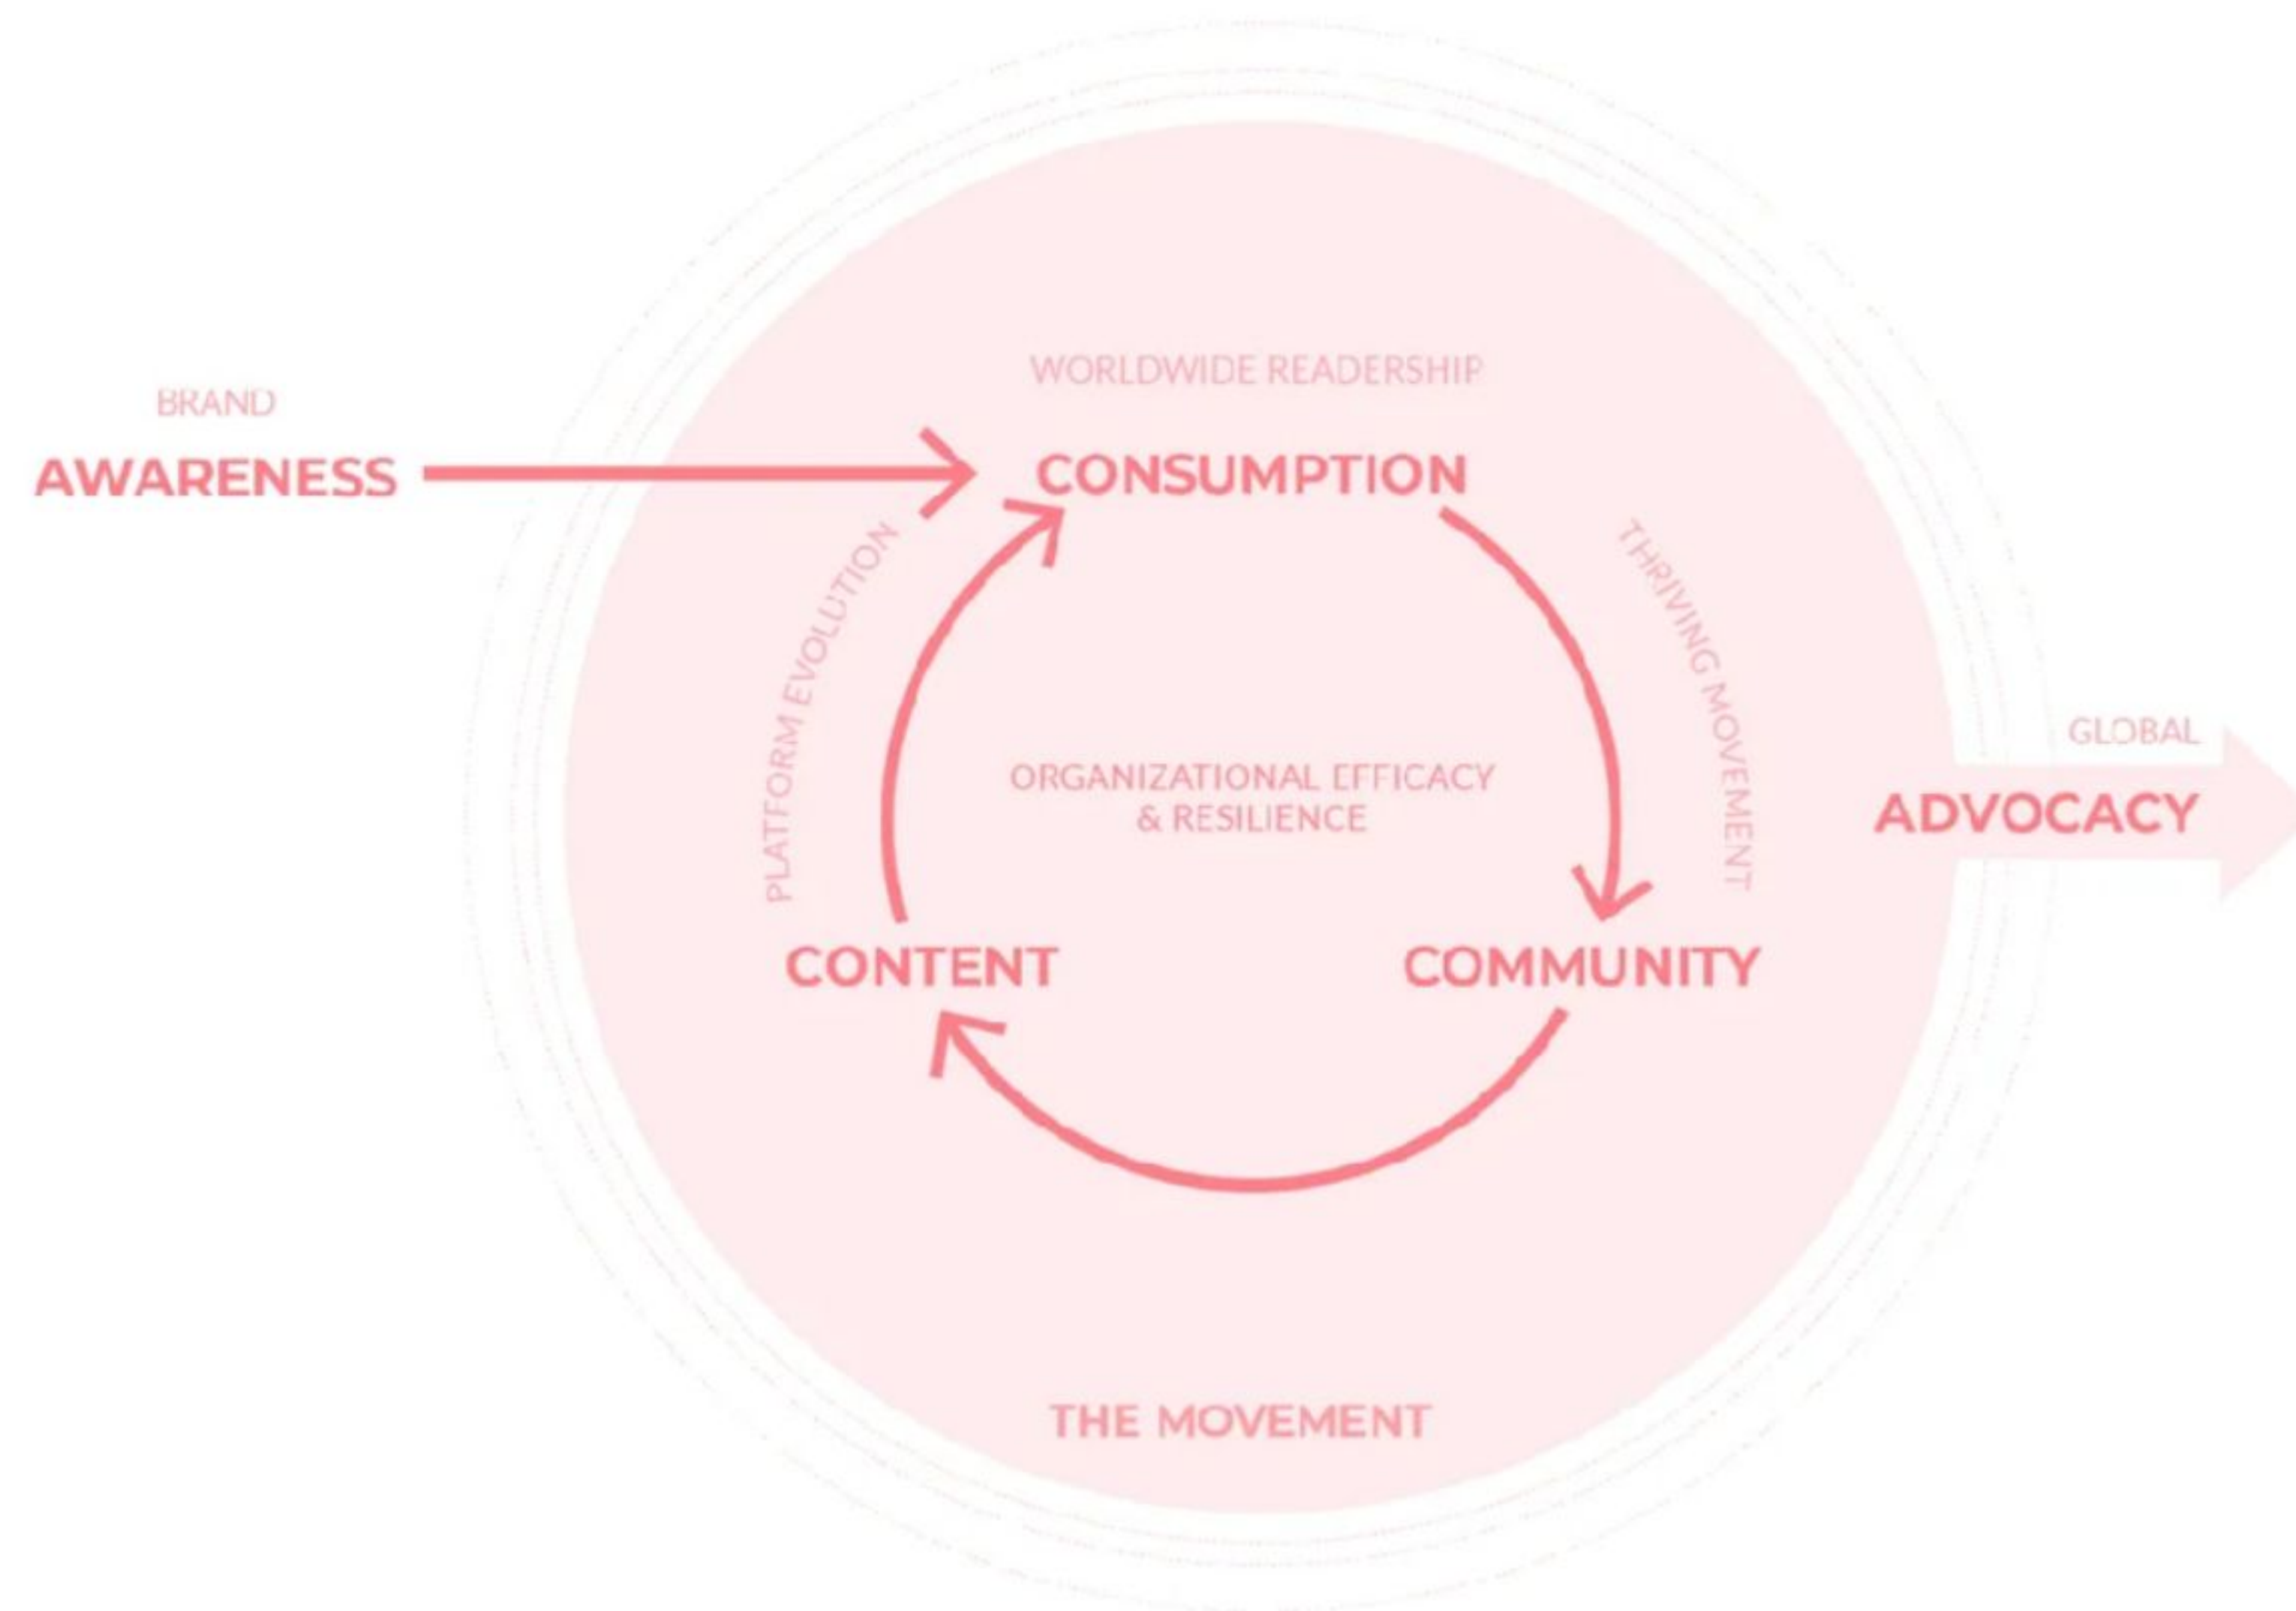 BRAND
AWARENESS
WORLDWIDE READERSHIP
CONSUMPTION
PLATFORM EVOLUTION
THRIVING MOVEMENT
ORGANIZATIONAL EFFICACY
& RESILIENCE
GLOBAL
ADVOCACY
CONTENT
COMMUNITY
THE MOVEMENT